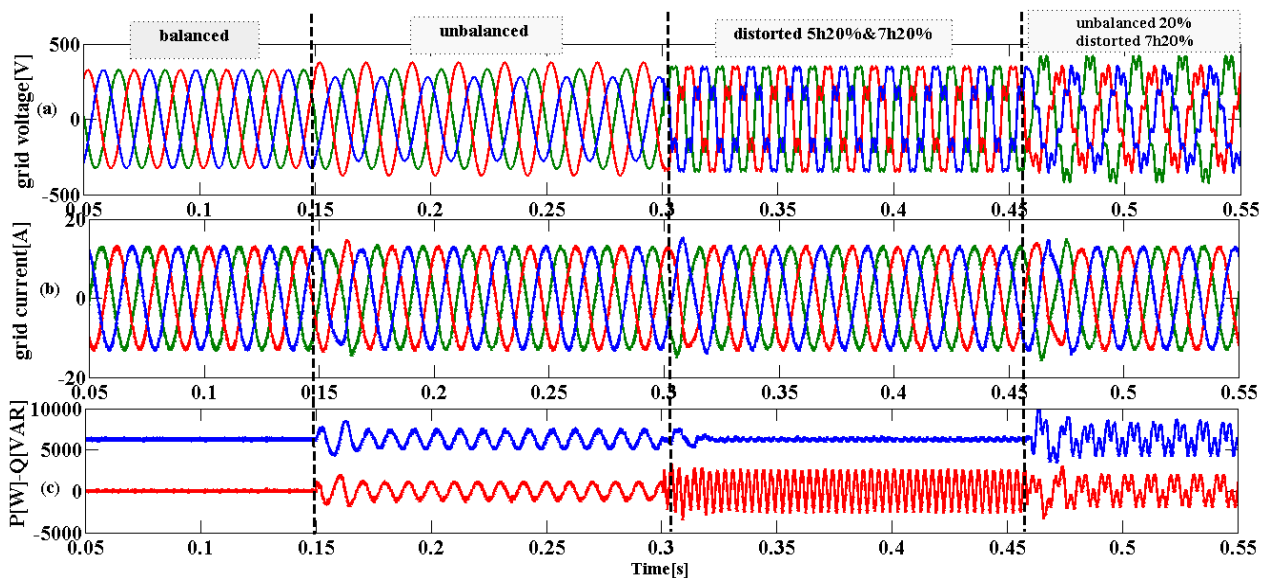 balanced
unbalanced
distorted 5h20%&7h20%
unbalanced 20%
distorted 7h20%
grid voltage[V]
(a)
500
0
-500
0.05 0.1 0.15 0.2 0.25 0.3 0.35 0.4 0.45 0.5 0.55
grid current[A]
(b)
20
0
-20
0.05 0.1 0.15 0.2 0.25 0.3 0.35 0.4 0.45 0.5 0.55
P[W]-Q[VAR]
(c)
10000
5000
0
-5000
0.05 0.1 0.15 0.2 0.25 0.3 0.35 0.4 0.45 0.5 0.55
Time[s]